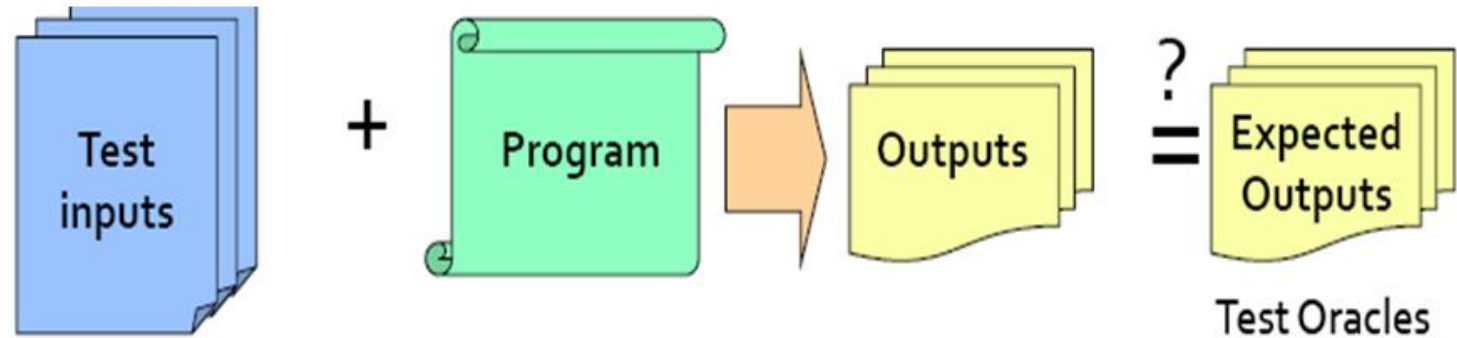 Test
inputs
+
Program
Outputs
?
=
Expected
Outputs
Test Oracles